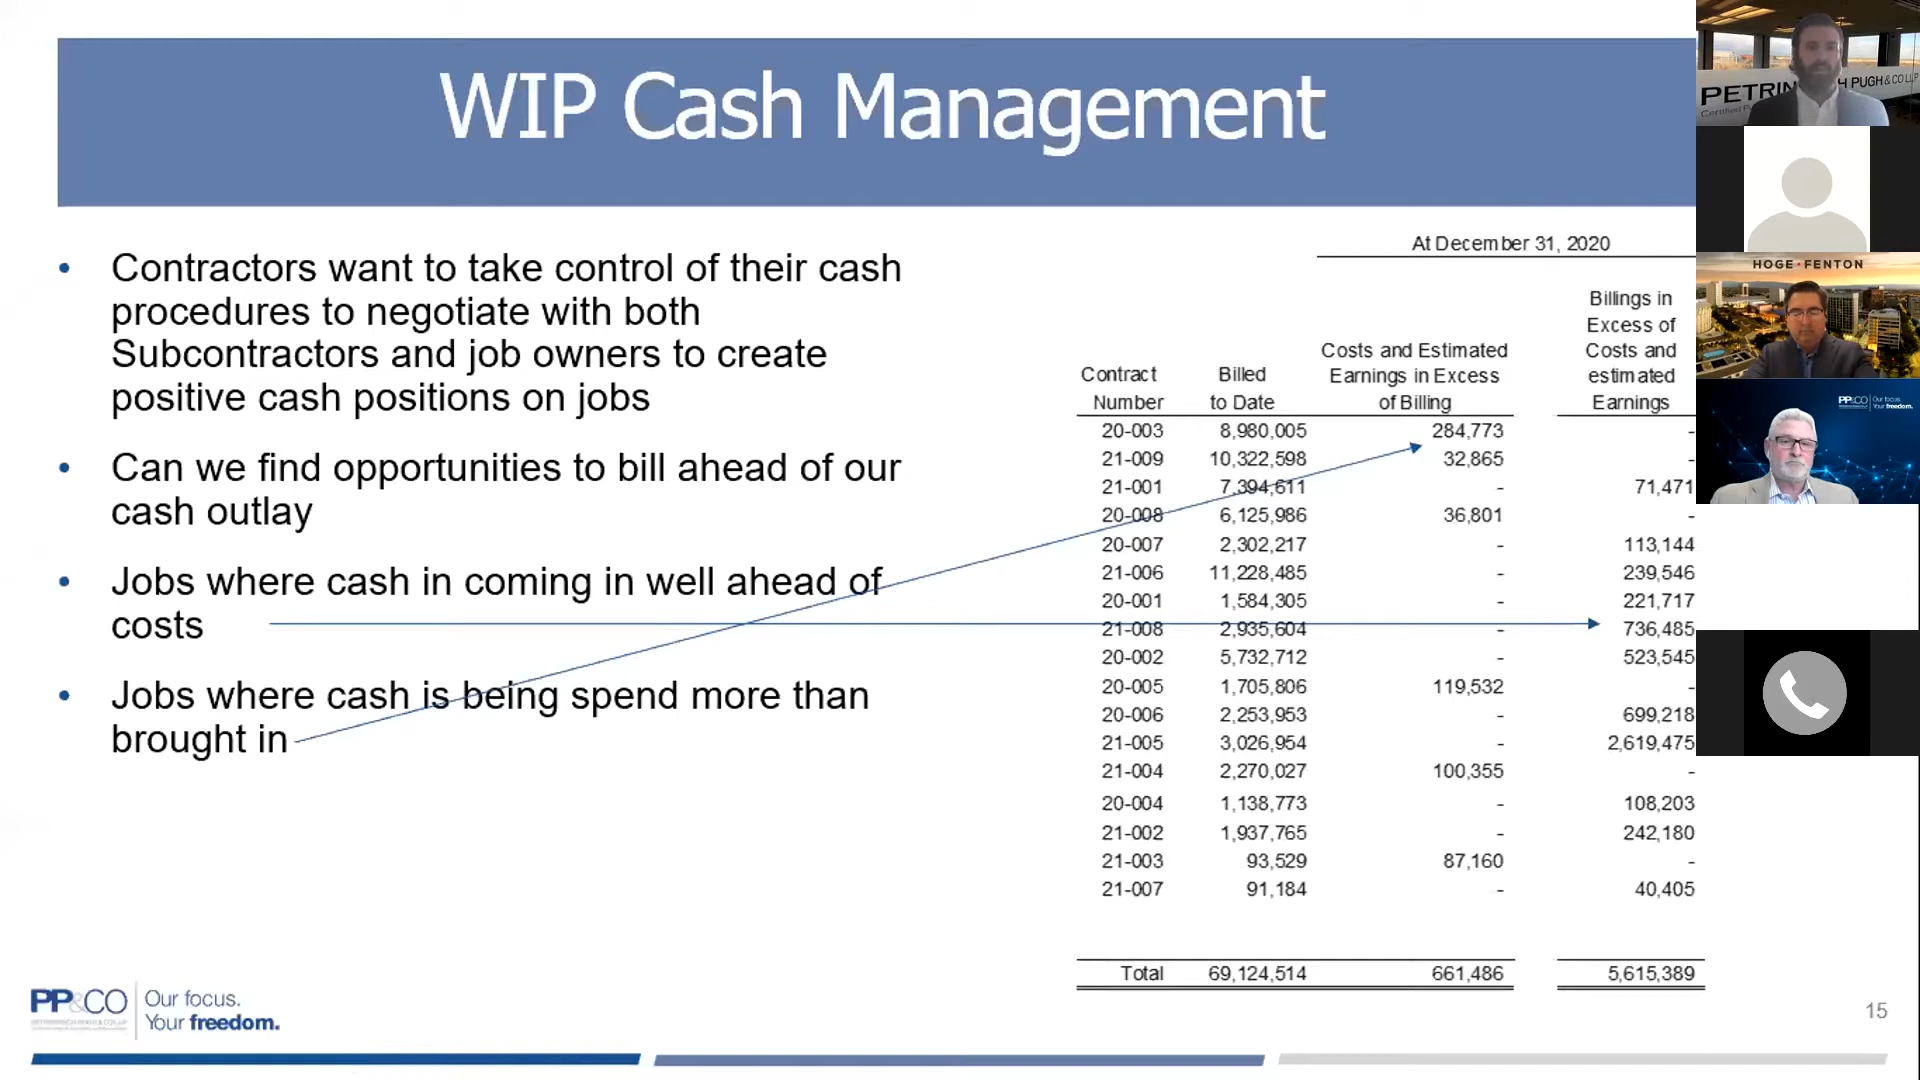 WIP Cash Management
• Contractors want to take control of their cash
procedures to negotiate with both
Subcontractors and job owners to create
positive cash positions on jobs
• Can we find opportunities to bill ahead of our
cash outlay
• Jobs where cash in coming in well ahead of
costs
• Jobs where cash is being spend more than
brought in
At December 31, 2020
Contract Number Billed to Date Costs and Estimated Earnings in Excess of Billing Billings in Excess of Costs and estimated Earnings
20-003 8,980,005 284,773 -
21-009 10,322,598 32,865 -
21-001 7,394,611 - 71,471
20-008 6,125,986 36,801 -
20-007 2,302,217 - 113,144
21-006 11,228,485 - 239,546
20-001 1,584,305 - 221,717
21-008 2,935,604 - 736,485
20-002 5,732,712 - 523,545
20-005 1,705,806 119,532 -
20-006 2,253,953 - 699,218
21-005 3,026,954 - 2,619,475
21-004 2,270,027 100,355 -
20-004 1,138,773 - 108,203
21-002 1,937,765 - 242,180
21-003 93,529 87,160 -
21-007 91,184 - 40,405
Total 69,124,514 661,486 5,615,389
PP&CO
Our focus.
Your freedom.
15
PETRIN H PUGH & CO LLP
HOGE·FENTON
PP&CO
Our focus.
Your freedom.